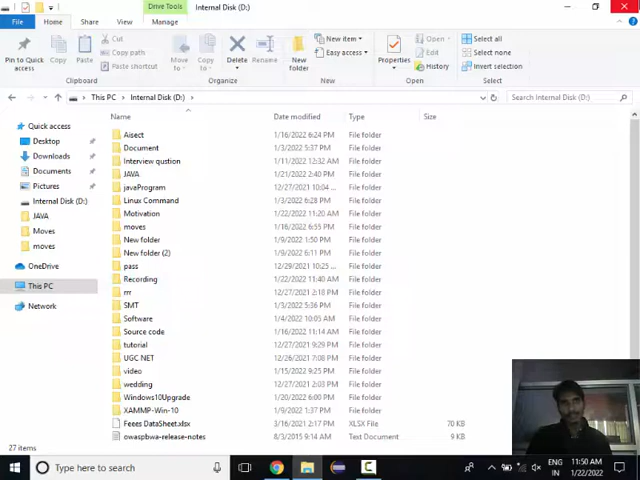 Drive Tools
Internal Disk (D:)
File
Home
Share
View
Manage
Pin to Quick access
Copy
Paste
Cut
Copy path
Paste shortcut
Move to
Copy to
Delete
Rename
New folder
New item
Easy access
Properties
Open
Edit
History
Select all
Select none
Invert selection
Clipboard
Organize
New
Open
Select
This PC
Internal Disk (D:)
Search Internal Disk (D:)
Quick access
Desktop
Downloads
Documents
Pictures
Internal Disk (D:)
JAVA
Moves
moves
OneDrive
This PC
Network
Name Date modified Type Size
Aisect 1/16/2022 6:24 PM File folder
Document 1/3/2022 5:37 PM File folder
Interview qustion 1/11/2022 12:32 AM File folder
JAVA 1/21/2022 2:40 PM File folder
javaProgram 12/27/2021 10:04 ... File folder
Linux Command 1/3/2022 6:28 PM File folder
Motivation 1/22/2022 11:20 AM File folder
moves 1/16/2022 6:55 PM File folder
New folder 1/9/2022 1:50 PM File folder
New folder (2) 1/9/2022 6:11 PM File folder
pass 12/29/2021 10:25 ... File folder
Recording 1/22/2022 11:40 AM File folder
rrr 12/27/2021 2:18 PM File folder
SMT 1/3/2022 5:36 PM File folder
Software 1/4/2022 10:05 AM File folder
Source code 1/16/2022 11:14 AM File folder
tutorial 12/27/2021 9:29 PM File folder
UGC NET 12/26/2021 7:08 PM File folder
video 1/15/2022 9:25 PM File folder
wedding 12/27/2021 2:03 PM File folder
Windows10Upgrade 1/20/2022 6:00 PM File folder
XAMMP-Win-10 1/9/2022 1:37 PM File folder
Feees DataSheet.xlsx 3/16/2021 2:17 PM XLSX File 70 KB
owaspbwa-release-notes 8/3/2015 9:14 AM Text Document 9 KB
27 items
Type here to search
ENG
IN
11:50 AM
1/22/2022